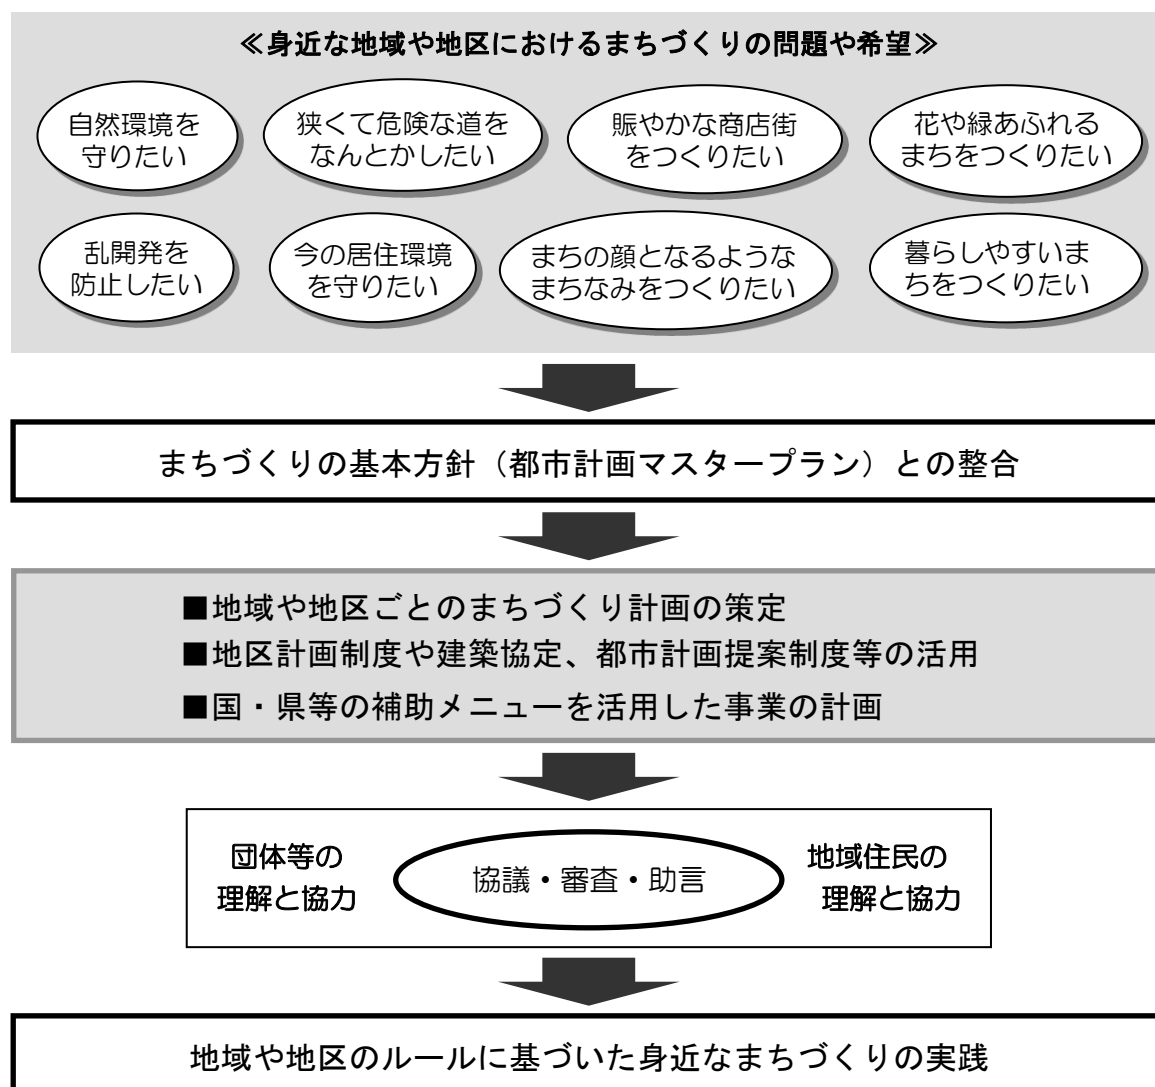 ≪身近な地域や地区におけるまちづくりの問題や希望≫
自然環境を
守りたい
狭くて危険な道を
なんとかしたい
賑やかな商店街
をつくりたい
花や緑あふれる
まちをつくりたい
乱開発を
防止したい
今の居住環境
を守りたい
まちの顔となるような
まちなみをつくりたい
暮らしやすいま
ちをつくりたい
まちづくりの基本方針（都市計画マスタープラン）との整合
■地域や地区ごとのまちづくり計画の策定
■地区計画制度や建築協定、都市計画提案制度等の活用
■国・県等の補助メニューを活用した事業の計画
団体等の
理解と協力
協議・審査・助言
地域住民の
理解と協力
地域や地区のルールに基づいた身近なまちづくりの実践